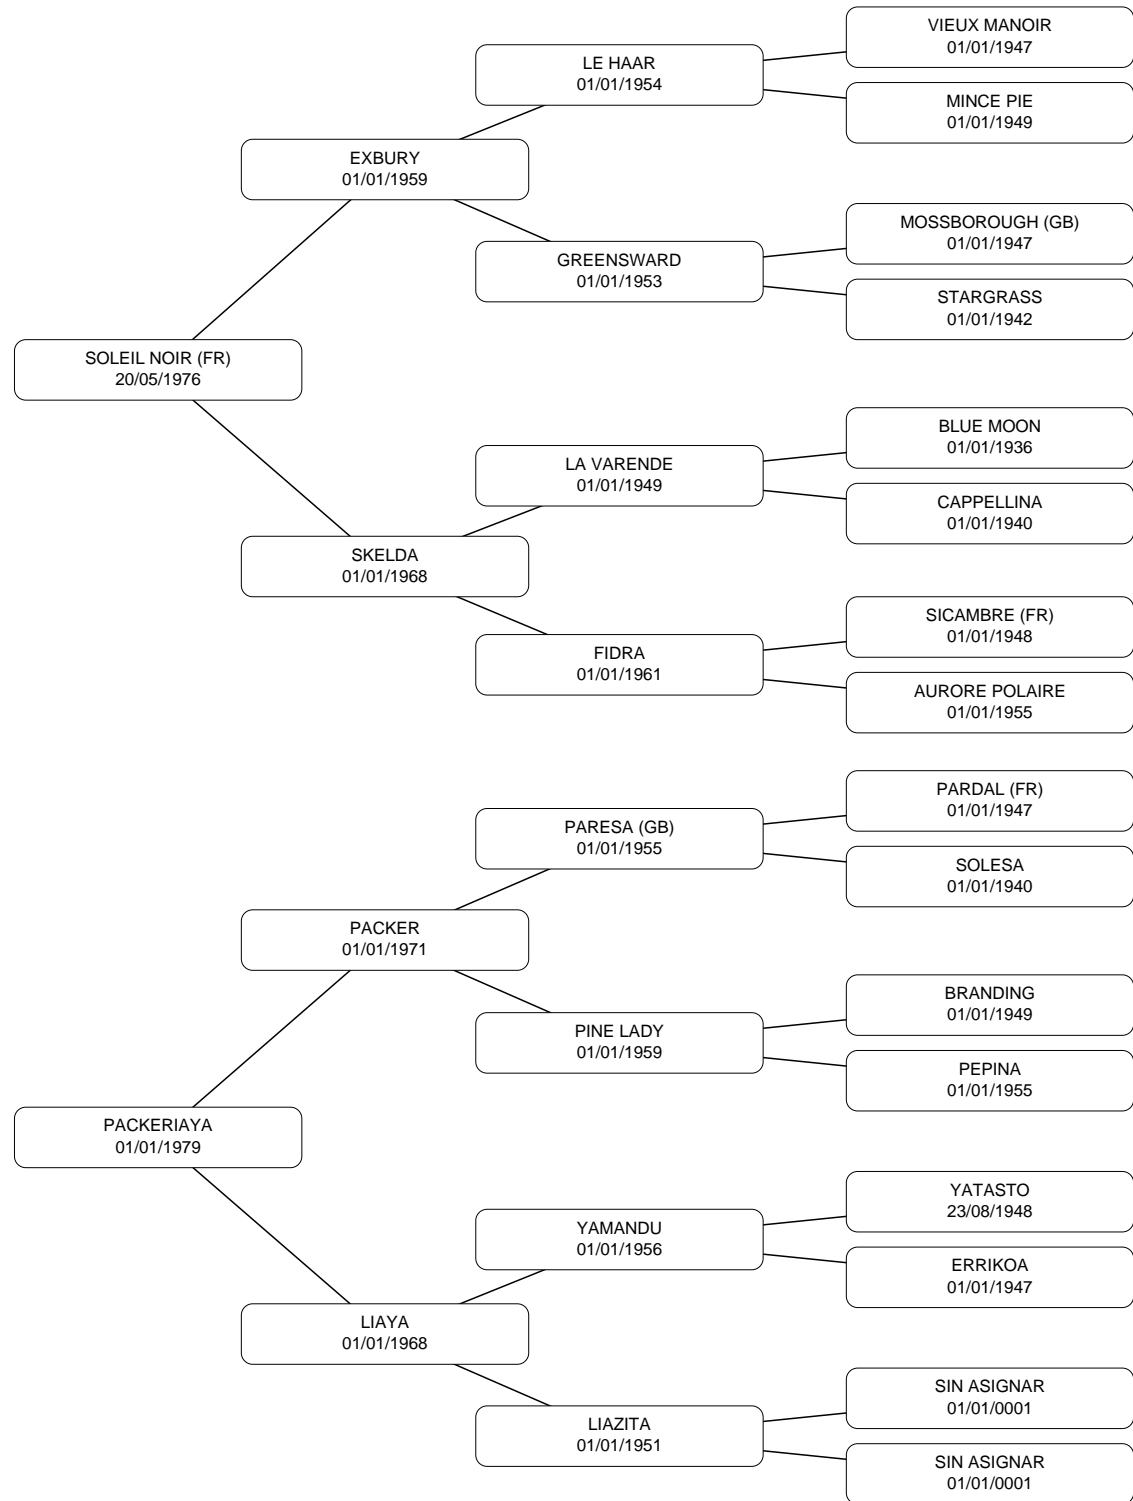 VIEUX MANOIR
01/01/1947
LE HAAR
01/01/1954
MINCE PIE
01/01/1949
EXBURY
01/01/1959
MOSSBOROUGH (GB)
01/01/1947
GREENSWARD
01/01/1953
STARGRASS
01/01/1942
SOLEIL NOIR (FR)
20/05/1976
BLUE MOON
01/01/1936
LA VARENDE
01/01/1949
CAPPELLINA
01/01/1940
SKELDA
01/01/1968
SICAMBRE (FR)
01/01/1948
FIDRA
01/01/1961
AURORE POLAIRE
01/01/1955
PARDAL (FR)
01/01/1947
PARESA (GB)
01/01/1955
SOLESA
01/01/1940
PACKER
01/01/1971
BRANDING
01/01/1949
PINE LADY
01/01/1959
PEPINA
01/01/1955
PACKERIAYA
01/01/1979
YATASTO
23/08/1948
YAMANDU
01/01/1956
ERRIKOA
01/01/1947
LIAYA
01/01/1968
SIN ASIGNAR
01/01/0001
LIAZITA
01/01/1951
SIN ASIGNAR
01/01/0001